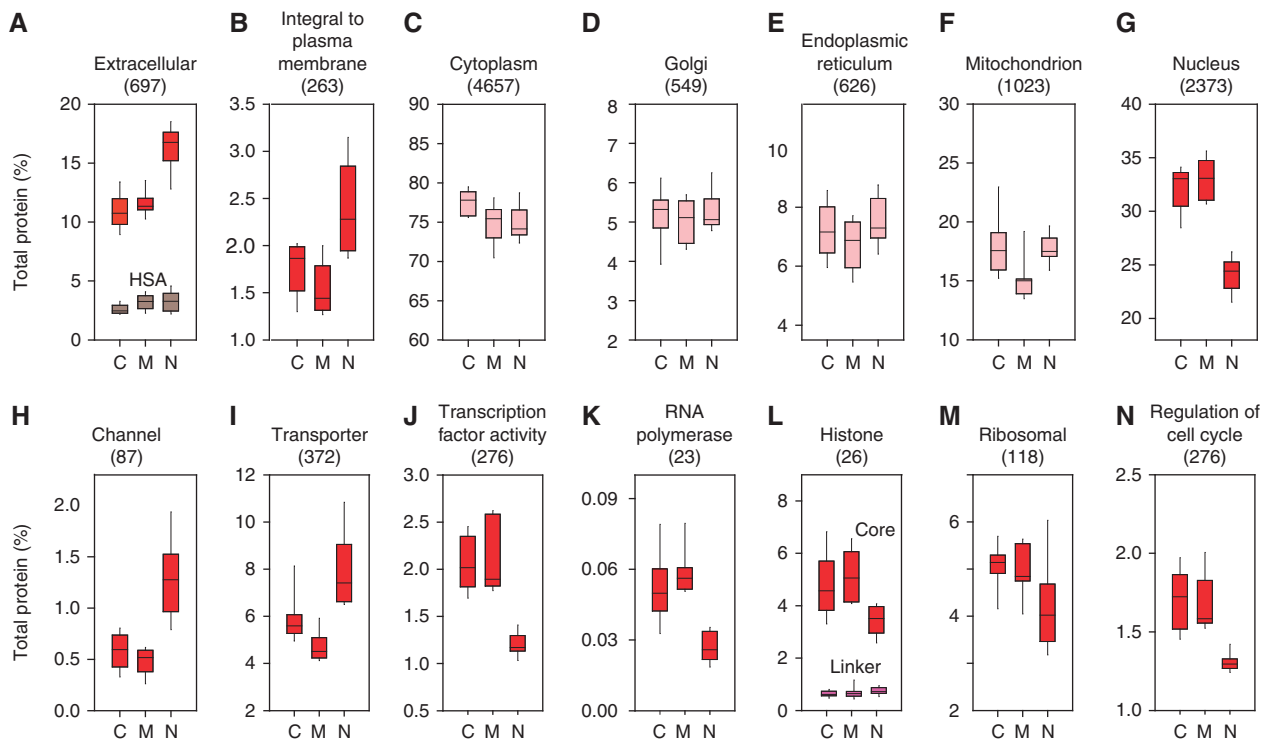 A
Extracellular
(697)
Total protein (%)
20
15
10
5
0
HSA
C M N
B
Integral to
plasma
membrane
(263)
3.5
3.0
2.5
2.0
1.5
1.0
C M N
C
Cytoplasm
(4657)
90
85
80
75
70
65
60
C M N
D
Golgi
(549)
8
7
6
5
4
3
2
C M N
E
Endoplasmic
reticulum
(626)
10
8
6
4
C M N
F
Mitochondrion
(1023)
30
25
20
15
10
C M N
G
Nucleus
(2373)
40
35
30
25
20
C M N
H
Channel
(87)
Total protein (%)
2.0
1.5
1.0
0.5
0.0
C M N
I
Transporter
(372)
12
10
8
6
4
2
C M N
J
Transcription
factor activity
(276)
3.0
2.5
2.0
1.5
1.0
0.5
C M N
K
RNA
polymerase
(23)
0.09
0.06
0.03
0.00
C M N
L
Histone
(26)
8
6
4
2
0
Core
Linker
C M N
M
Ribosomal
(118)
6
4
2
C M N
N
Regulation of
cell cycle
(276)
2.5
2.0
1.5
1.0
C M N